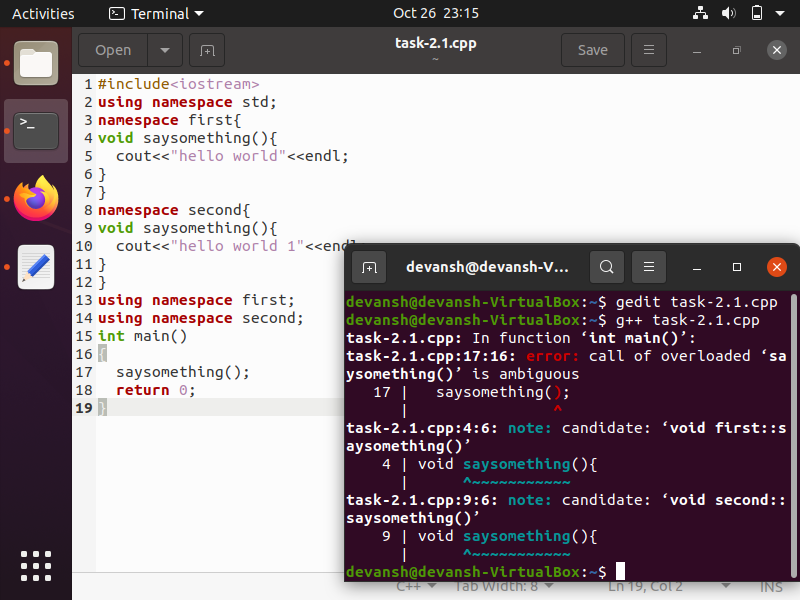 Activities
Terminal
Oct 26 23:15
Open
task-2.1.cpp
~
Save
1 #include<iostream>
2 using namespace std;
3 namespace first{
4 void saysomething(){
5   cout<<"hello world"<<endl;
6 }
7 }
8 namespace second{
9 void saysomething(){
10   cout<<"hello world 1"<<endl
11 }
12 }
13 using namespace first;
14 using namespace second;
15 int main()
16 {
17   saysomething();
18   return 0;
19 }
devansh@devansh-V...
devansh@devansh-VirtualBox:~$ gedit task-2.1.cpp
devansh@devansh-VirtualBox:~$ g++ task-2.1.cpp
task-2.1.cpp: In function ‘int main()’:
task-2.1.cpp:17:16: error: call of overloaded ‘sa
ysomething()’ is ambiguous
   17 |   saysomething();
      |                ^
task-2.1.cpp:4:6: note: candidate: ‘void first::s
aysomething()’
    4 | void saysomething(){
      |      ^~~~~~~~~~~~
task-2.1.cpp:9:6: note: candidate: ‘void second::
saysomething()’
    9 | void saysomething(){
      |      ^~~~~~~~~~~~
devansh@devansh-VirtualBox:~$
C++
Tab Width: 8
Ln 19, Col 2
INS